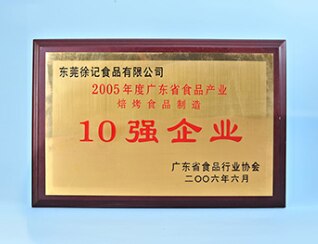 东莞徐记食品有限公司
2005年度广东省食品产业
焙烤食品制造
10强企业
广东省食品行业协会
二〇〇六年六月